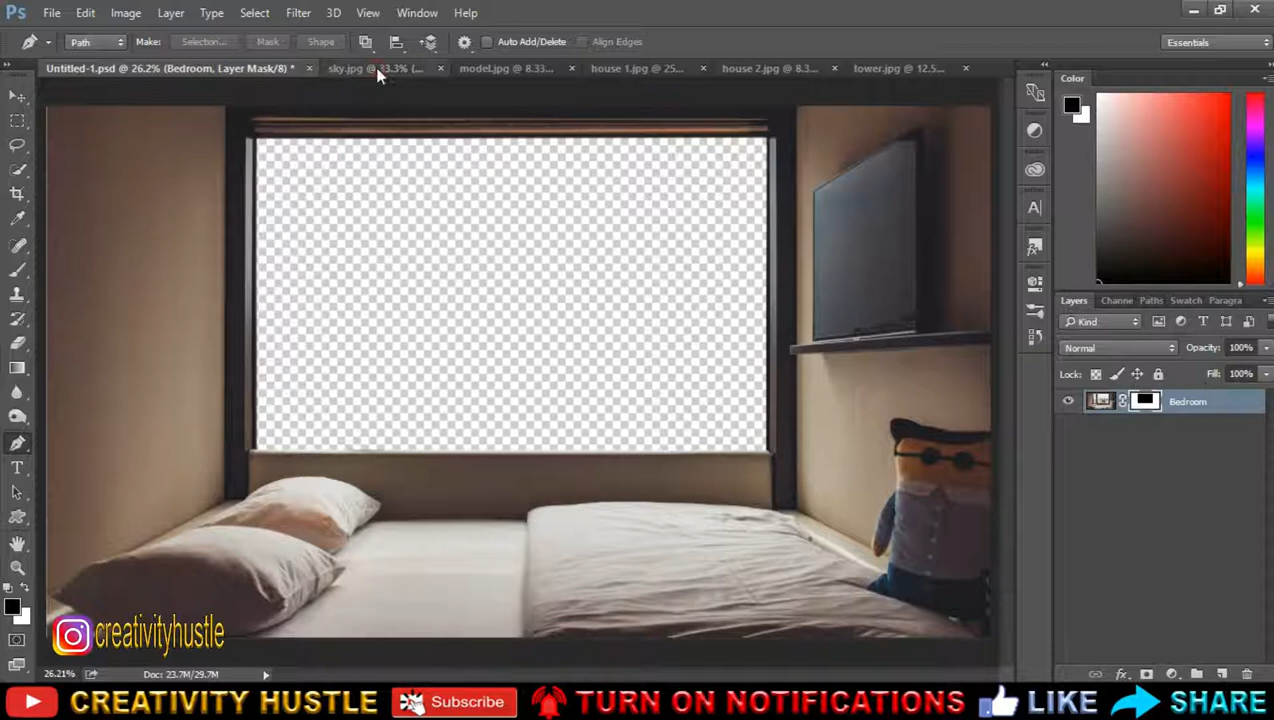 Ps File Edit Image Layer Type Select Filter 3D View Window Help
Path Make: Selection... Mask Shape Auto Add/Delete Align Edges Essentials
Untitled-1.psd @ 26.2% (Bedroom, Layer Mask/8) * × sky.jpg @ 33.3% (... × model.jpg @ 8.33... × house 1.jpg @ 25... × house 2.jpg @ 8.3... × tower.jpg @ 12.5... ×
Color
Layers Channe Paths Swatch Paragra
Kind
Normal Opacity: 100%
Lock: Fill: 100%
Bedroom
creativityhustle
26.21% Doc: 23.7M/29.7M
CREATIVITY HUSTLE Subscribe TURN ON NOTIFICATIONS LIKE SHARE